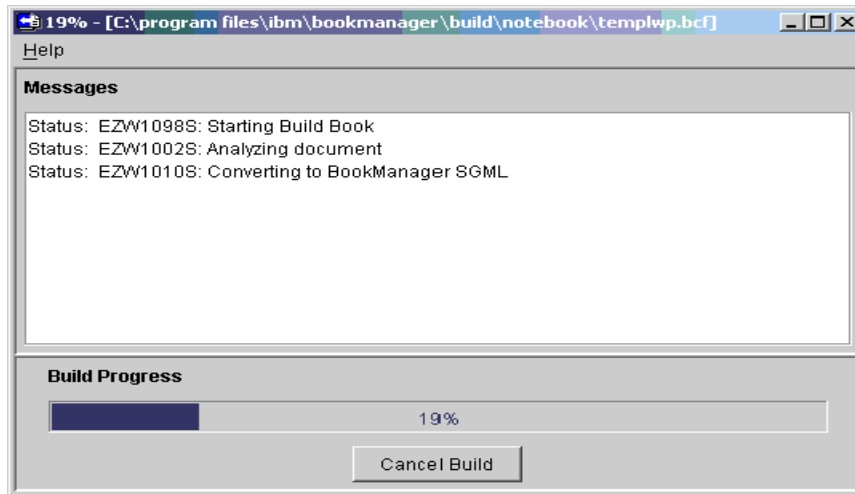 19% - [C:\program files\ibm\bookmanager\build\notebook\templwp.bcf]
Help
Messages
Status: EZW1098S: Starting Build Book
Status: EZW1002S: Analyzing document
Status: EZW1010S: Converting to BookManager SGML
Build Progress
19%
Cancel Build